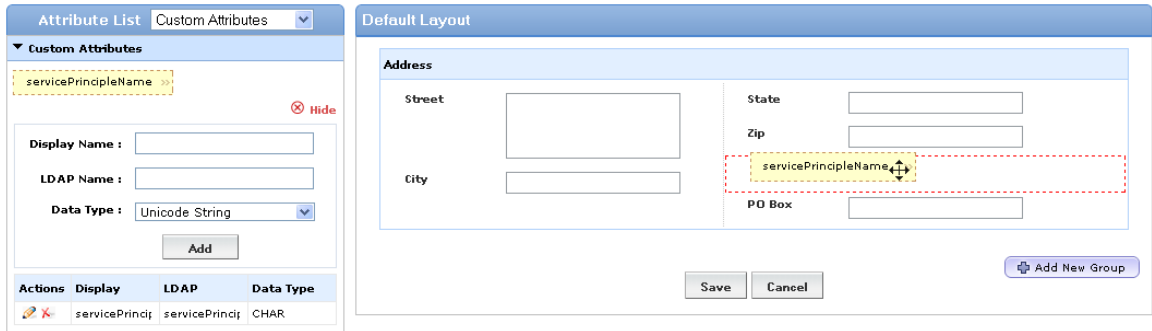 Attribute List Custom Attributes
Custom Attributes
servicePrincipleName »
Hide
Display Name :
LDAP Name :
Data Type : Unicode String
Add
Actions Display LDAP Data Type
servicePrincip servicePrincip CHAR
Default Layout
Address
Street
City
State
Zip
servicePrincipleName
PO Box
Add New Group
Save Cancel